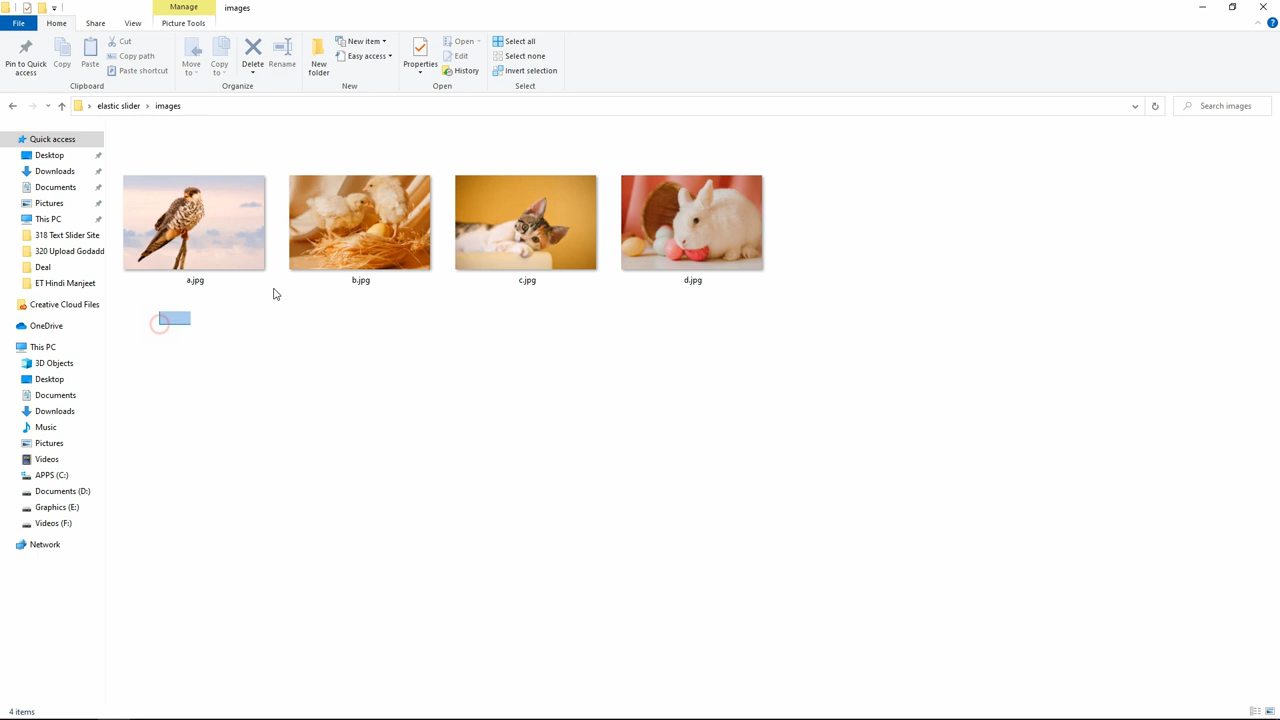 Manage
images
File
Home
Share
View
Picture Tools
Pin to Quick access
Copy
Paste
Cut
Copy path
Paste shortcut
Clipboard
Move to
Copy to
Delete
Rename
Organize
New folder
New item
Easy access
New
Properties
Open
Edit
History
Open
Select all
Select none
Invert selection
Select
elastic slider
images
Search images
Quick access
Desktop
Downloads
Documents
Pictures
This PC
318 Text Slider Site
320 Upload Godadd
Deal
ET Hindi Manjeet
Creative Cloud Files
OneDrive
This PC
3D Objects
Desktop
Documents
Downloads
Music
Pictures
Videos
APPS (C:)
Documents (D:)
Graphics (E:)
Videos (F:)
Network
a.jpg
b.jpg
c.jpg
d.jpg
4 items